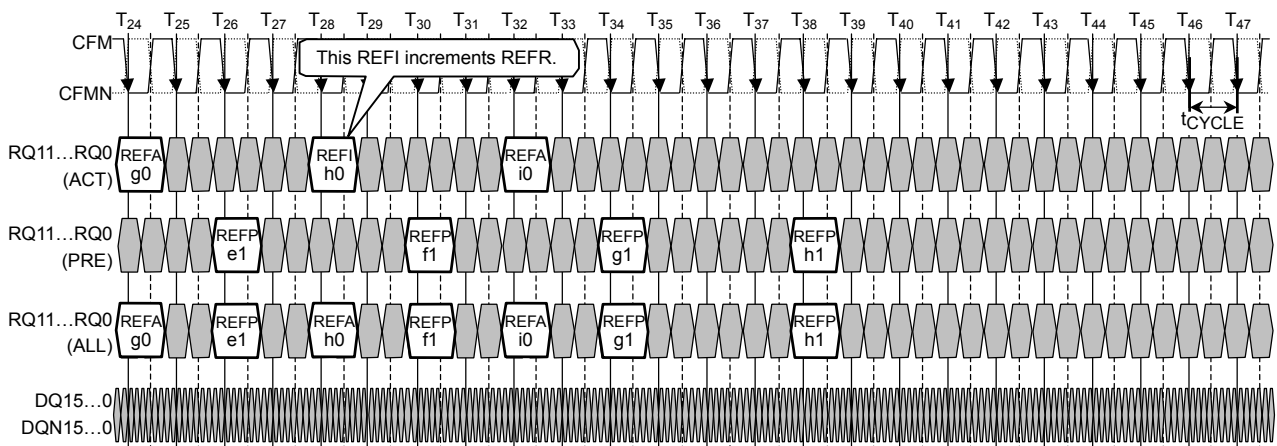 T24 T25 T26 T27 T28 T29 T30 T31 T32 T33 T34 T35 T36 T37 T38 T39 T40 T41 T42 T43 T44 T45 T46 T47
CFM
This REFI increments REFR.
CFMN
tCYCLE
RQ11…RQ0
(ACT)
REFA
g0
REFI
h0
REFA
i0
RQ11…RQ0
(PRE)
REFP
e1
REFP
f1
REFP
g1
REFP
h1
RQ11…RQ0
(ALL)
REFA
g0
REFP
e1
REFA
h0
REFP
f1
REFA
i0
REFP
g1
REFP
h1
DQ15…0
DQN15…0